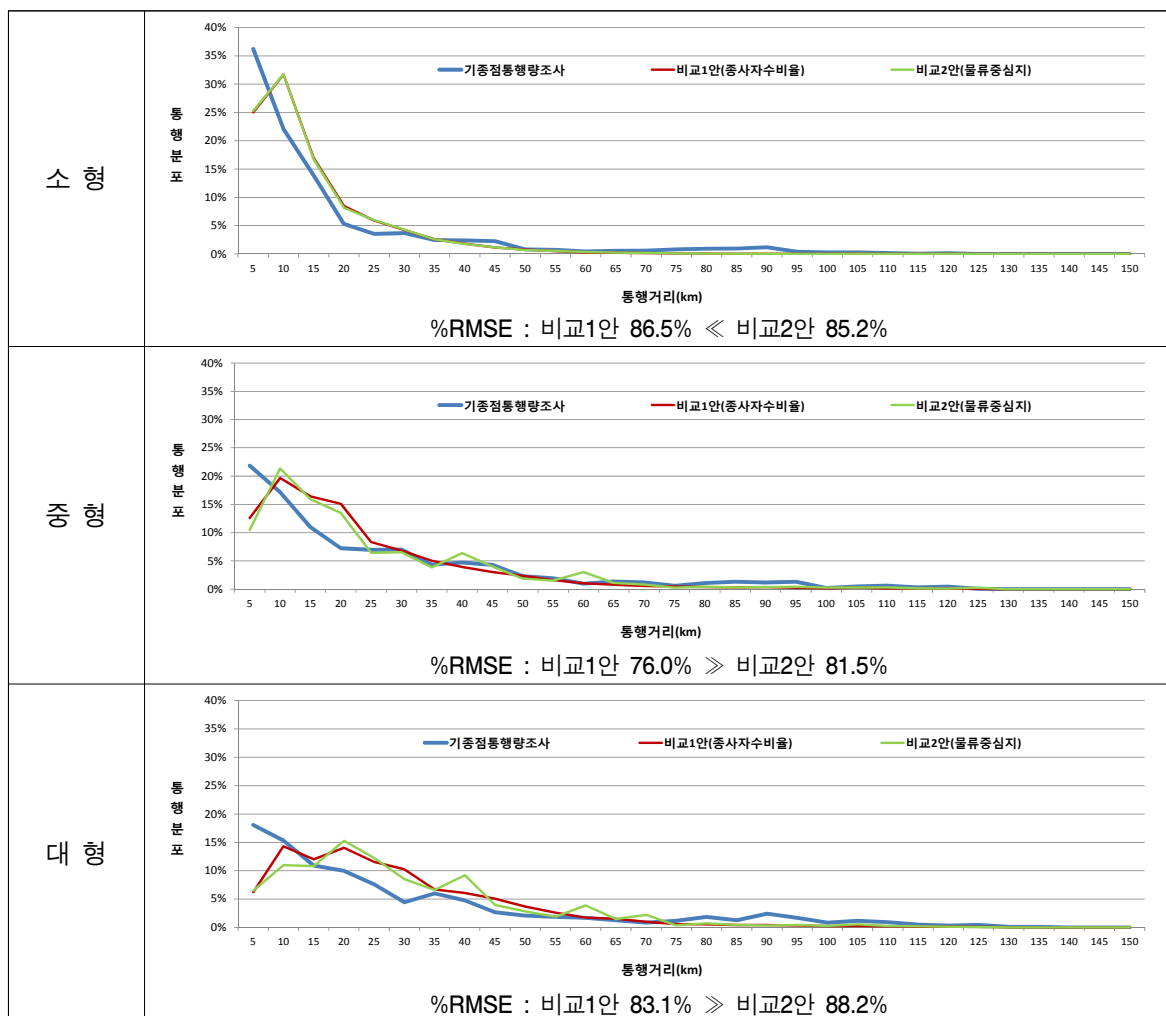 소 형
40%
35%
30%
25%
20%
15%
10%
5%
0%
통행분포
기종점통행량조사 비교1안(종사자수비율) 비교2안(물류중심지)
5 10 15 20 25 30 35 40 45 50 55 60 65 70 75 80 85 90 95 100 105 110 115 120 125 130 135 140 145 150
통행거리(km)
%RMSE : 비교1안 86.5% ≪ 비교2안 85.2%
중 형
40%
35%
30%
25%
20%
15%
10%
5%
0%
통행분포
기종점통행량조사 비교1안(종사자수비율) 비교2안(물류중심지)
5 10 15 20 25 30 35 40 45 50 55 60 65 70 75 80 85 90 95 100 105 110 115 120 125 130 135 140 145 150
통행거리(km)
%RMSE : 비교1안 76.0% ≫ 비교2안 81.5%
대 형
40%
35%
30%
25%
20%
15%
10%
5%
0%
통행분포
기종점통행량조사 비교1안(종사자수비율) 비교2안(물류중심지)
5 10 15 20 25 30 35 40 45 50 55 60 65 70 75 80 85 90 95 100 105 110 115 120 125 130 135 140 145 150
통행거리(km)
%RMSE : 비교1안 83.1% ≫ 비교2안 88.2%